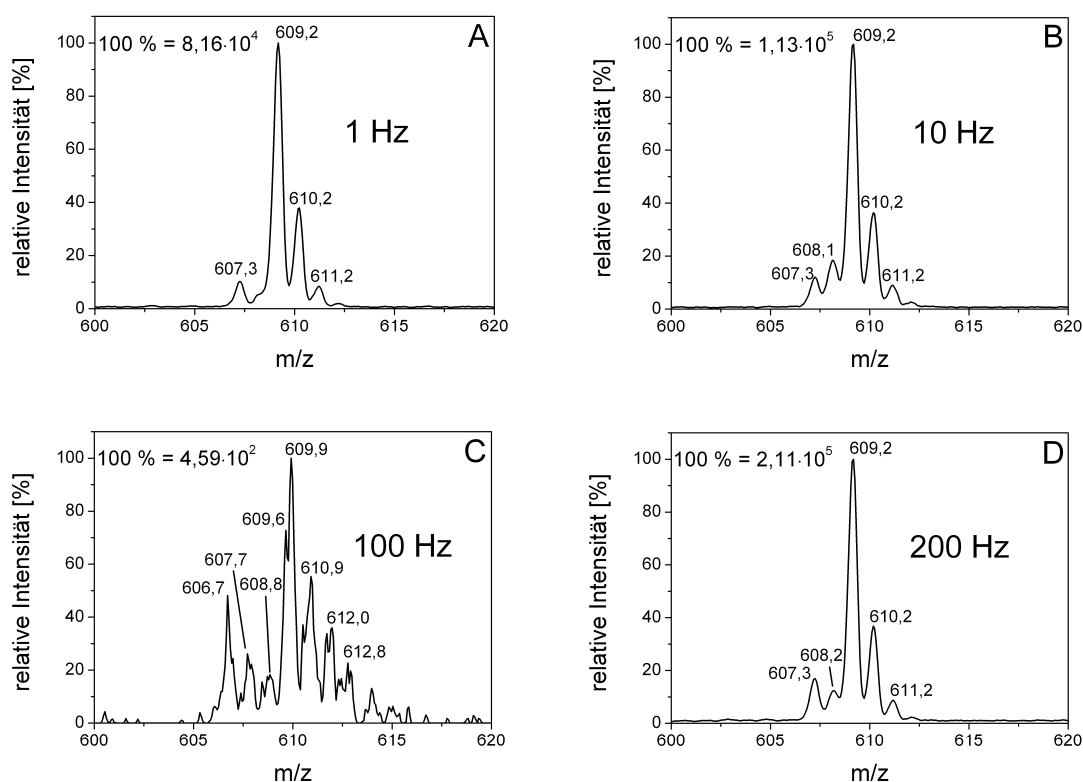 A
100 % = 8,16·10⁴
609,2
1 Hz
610,2
607,3
611,2
relative Intensität [%]
100
80
60
40
20
0
600 605 610 615 620
m/z
B
100 % = 1,13·10⁵
609,2
10 Hz
610,2
608,1
607,3
611,2
relative Intensität [%]
100
80
60
40
20
0
600 605 610 615 620
m/z
C
100 % = 4,59·10²
609,9
609,6
100 Hz
607,7
606,7
608,8
610,9
612,0
612,8
relative Intensität [%]
100
80
60
40
20
0
600 605 610 615 620
m/z
D
100 % = 2,11·10⁵
609,2
200 Hz
610,2
608,2
607,3
611,2
relative Intensität [%]
100
80
60
40
20
0
600 605 610 615 620
m/z